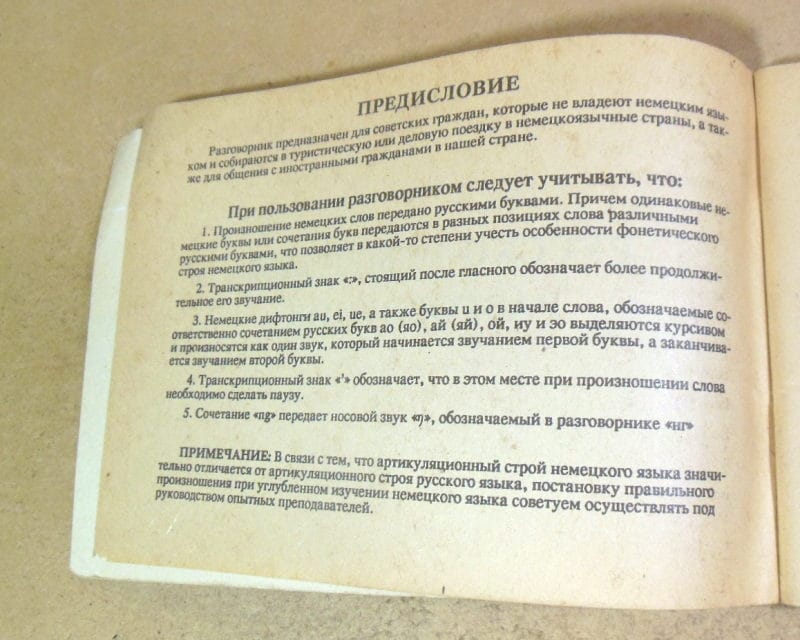 ПРЕДИСЛОВИЕ
Разговорник предназначен для советских граждан, которые не владеют немецким язы-
ком и собираются в туристическую или деловую поездку в немецкоязычные страны, а так-
же для общения с иностранными гражданами в нашей стране.
При пользовании разговорником следует учитывать, что:
1. Произношение немецких слов передано русскими буквами. Причем одинаковые не-
мецкие буквы или сочетания букв передаются в разных позициях слова различными
русскими буквами, что позволяет в какой-то степени учесть особенности фонетического
строя немецкого языка.
2. Транскрипционный знак «:», стоящий после гласного обозначает более продолжи-
тельное его звучание.
3. Немецкие дифтонги au, ei, ue, а также буквы u и o в начале слова, обозначаемые со-
ответственно сочетанием русских букв ао (яо), ай (яй), ой, иу и эо выделяются курсивом
и произносятся как один звук, который начинается звучанием первой буквы, а заканчива-
ется звучанием второй буквы.
4. Транскрипционный знак «'» обозначает, что в этом месте при произношении слова
необходимо сделать паузу.
5. Сочетание «ng» передает носовой звук «ŋ», обозначаемый в разговорнике «нг»
ПРИМЕЧАНИЕ: В связи с тем, что артикуляционный строй немецкого языка значи-
тельно отличается от артикуляционного строя русского языка, постановку правильного
произношения при углубленном изучении немецкого языка советуем осуществлять под
руководством опытных преподавателей.